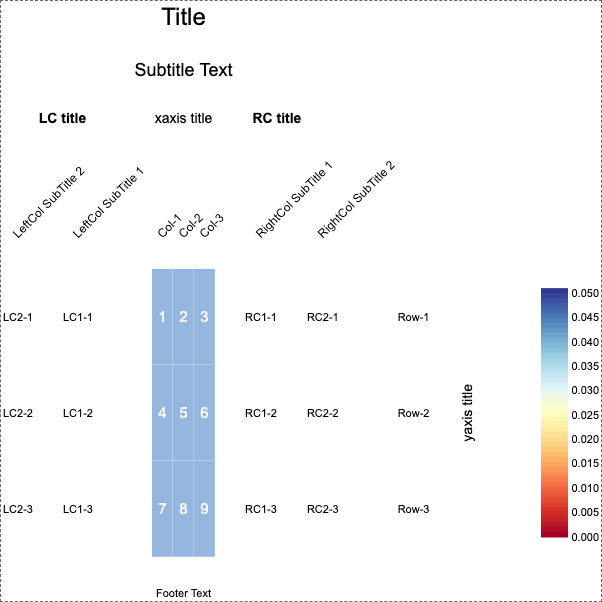 Title
Subtitle Text
LC title xaxis title RC title
LeftCol SubTitle 2 LeftCol SubTitle 1 Col-1 Col-2 Col-3 RightCol SubTitle 1 RightCol SubTitle 2
LC2-1 LC1-1 1 2 3 RC1-1 RC2-1 Row-1
LC2-2 LC1-2 4 5 6 RC1-2 RC2-2 Row-2
LC2-3 LC1-3 7 8 9 RC1-3 RC2-3 Row-3
yaxis title
0.050
0.045
0.040
0.035
0.030
0.025
0.020
0.015
0.010
0.005
0.000
Footer Text